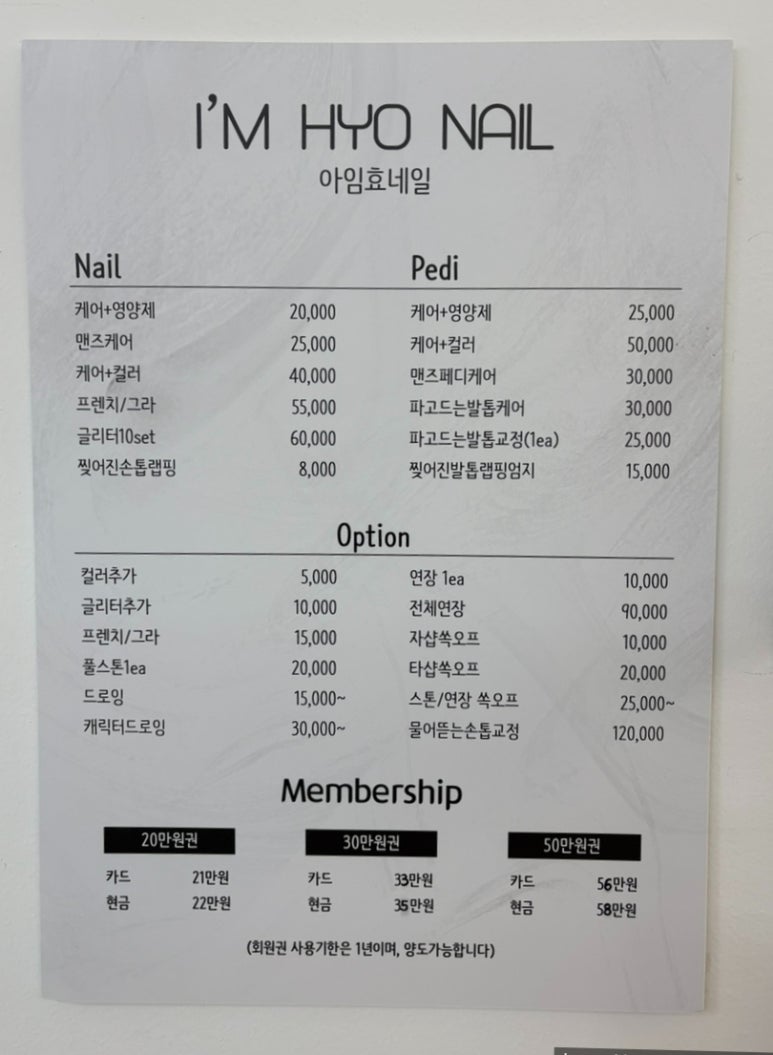 I'M HYO NAIL
아임효네일
Nail
케어+영양제 20,000
맨즈케어 25,000
케어+컬러 40,000
프렌치/그라 55,000
글리터10set 60,000
찢어진손톱랩핑 8,000
Pedi
케어+영양제 25,000
케어+컬러 50,000
맨즈페디케어 30,000
파고드는발톱케어 30,000
파고드는발톱교정(1ea) 25,000
찢어진발톱랩핑엄지 15,000
Option
컬러추가 5,000
글리터추가 10,000
프렌치/그라 15,000
풀스톤1ea 20,000
드로잉 15,000~
캐릭터드로잉 30,000~
연장 1ea 10,000
전체연장 90,000
자샵쏙오프 10,000
타샵쏙오프 20,000
스톤/연장 쏙오프 25,000~
물어뜯는손톱교정 120,000
Membership
20만원권
카드 21만원
현금 22만원
30만원권
카드 33만원
현금 35만원
50만원권
카드 56만원
현금 58만원
(회원권 사용기한은 1년이며, 양도가능합니다)